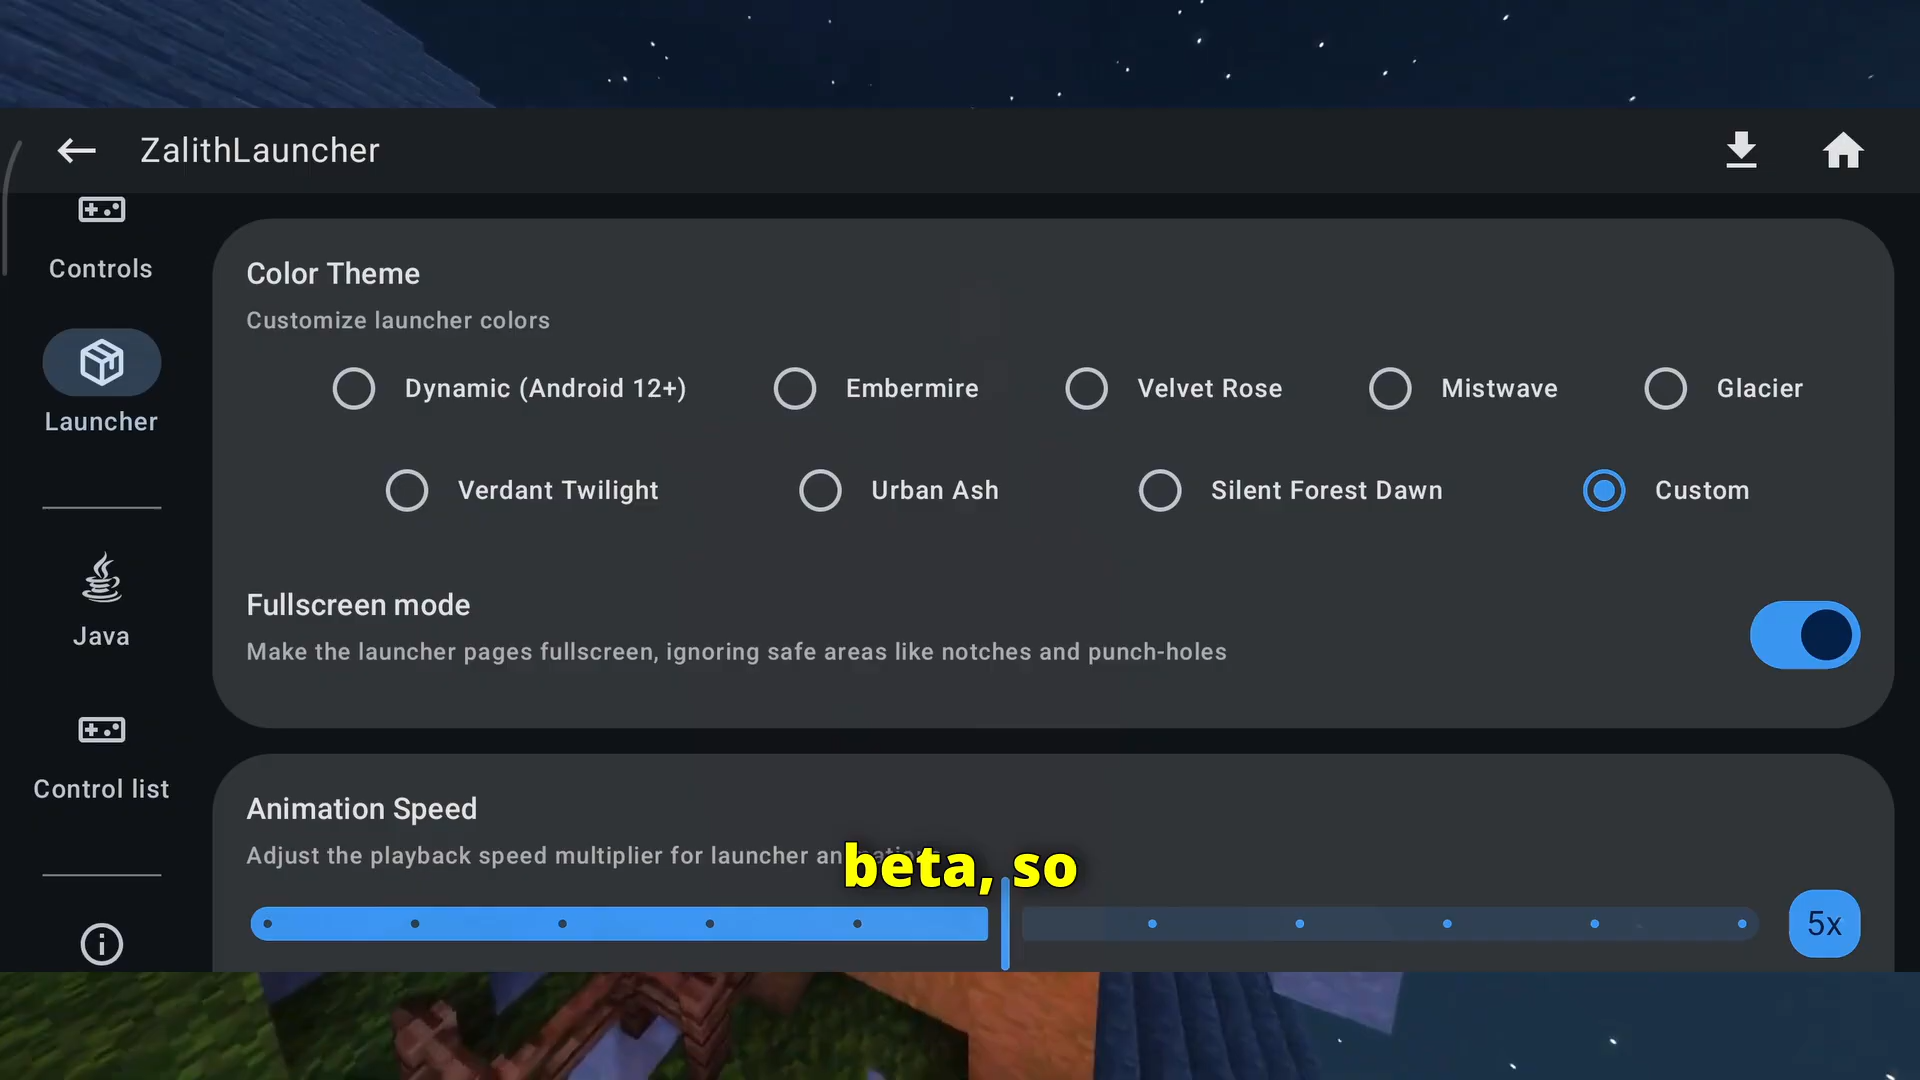 ZalithLauncher
Controls
Launcher
Java
Control list
Color Theme
Customize launcher colors
Dynamic (Android 12+)
Embermire
Velvet Rose
Mistwave
Glacier
Verdant Twilight
Urban Ash
Silent Forest Dawn
Custom
Fullscreen mode
Make the launcher pages fullscreen, ignoring safe areas like notches and punch-holes
Animation Speed
Adjust the playback speed multiplier for launcher
beta, so
5x